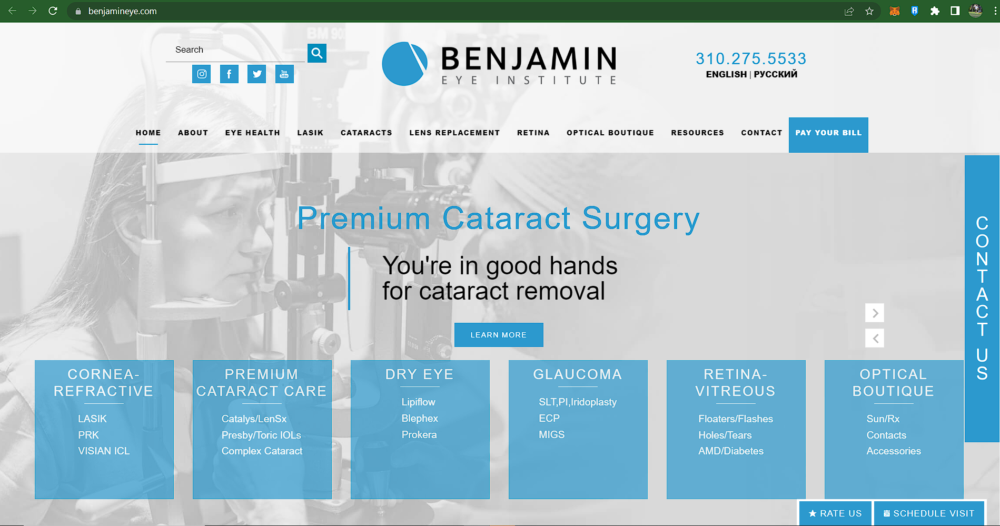 benjamineye.com
BM 900
Search
BENJAMIN
EYE INSTITUTE
310.275.5533
ENGLISH | РУССКИЙ
You
Tube
HOME ABOUT EYE HEALTH LASIK CATARACTS LENS REPLACEMENT RETINA OPTICAL BOUTIQUE RESOURCES CONTACT PAY YOUR BILL
Premium Cataract Surgery
You're in good hands
for cataract removal
LEARN MORE
CONTACT US
CORNEA-
REFRACTIVE
LASIK
PRK
VISIAN ICL
PREMIUM
CATARACT CARE
Catalys/LenSx
Presby/Toric IOLs
Complex Cataract
DRY EYE
Lipiflow
Blephex
Prokera
GLAUCOMA
SLT,PI,Iridoplasty
ECP
MIGS
RETINA-
VITREOUS
Floaters/Flashes
Holes/Tears
AMD/Diabetes
OPTICAL
BOUTIQUE
Sun/Rx
Contacts
Accessories
RATE US
SCHEDULE VISIT